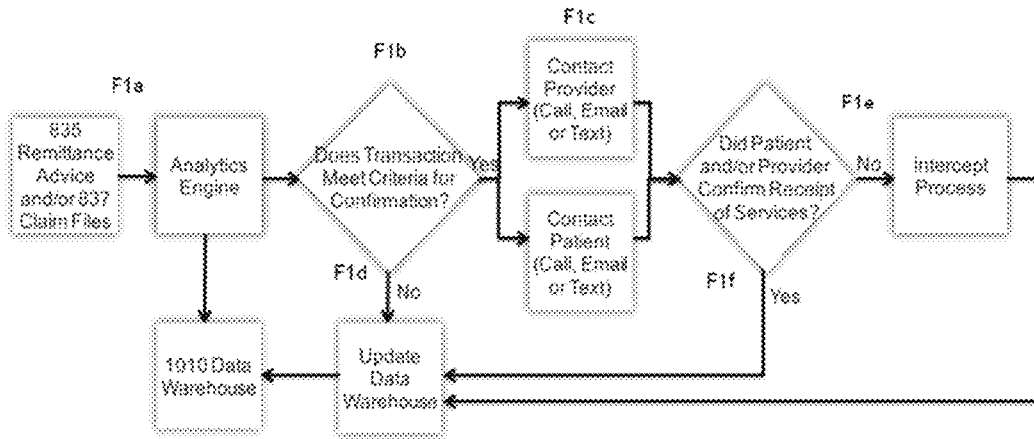 F1a
835
Remittance
Advice
and/or 837
Claim Files
Analytics
Engine
F1b
Does Transaction
Meet Criteria for
Confirmation?
Yes
F1c
Contact
Provider
(Call, Email
or Text)
Contact
Patient
(Call, Email
or Text)
Did Patient
and/or Provider
Confirm Receipt
of Services?
F1e
No
Intercept
Process
F1d
No
F1f
Yes
1010 Data
Warehouse
Update
Data
Warehouse